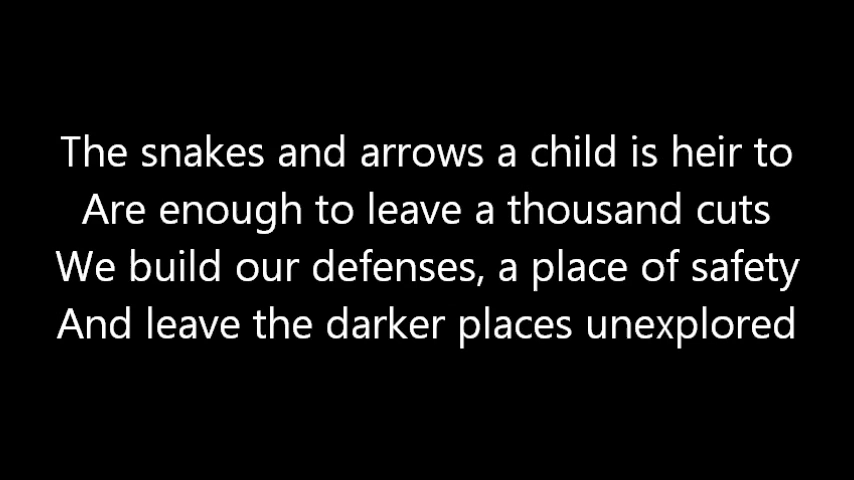 The snakes and arrows a child is heir to
Are enough to leave a thousand cuts
We build our defenses, a place of safety
And leave the darker places unexplored